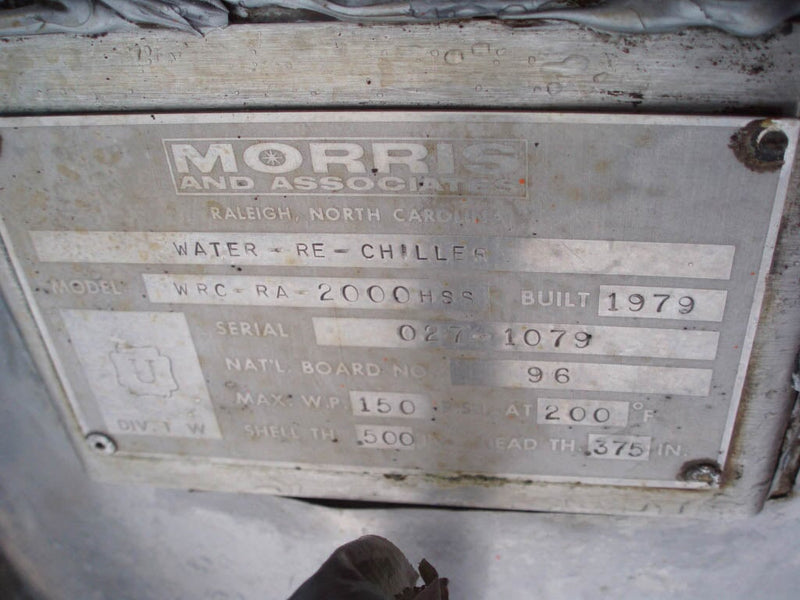 MORRIS
AND ASSOCIATES
RALEIGH, NORTH CAROLINA
WATER-RE-CHILLER
MODEL WRC-RA-2000HSS BUILT 1979
SERIAL 027-1079
NAT'L. BOARD NO. 96
U
MAX. W.P. 150 P.S.I. AT 200 °F
DIV. 1 W
SHELL TH. .500 IN. HEAD TH. .375 IN.